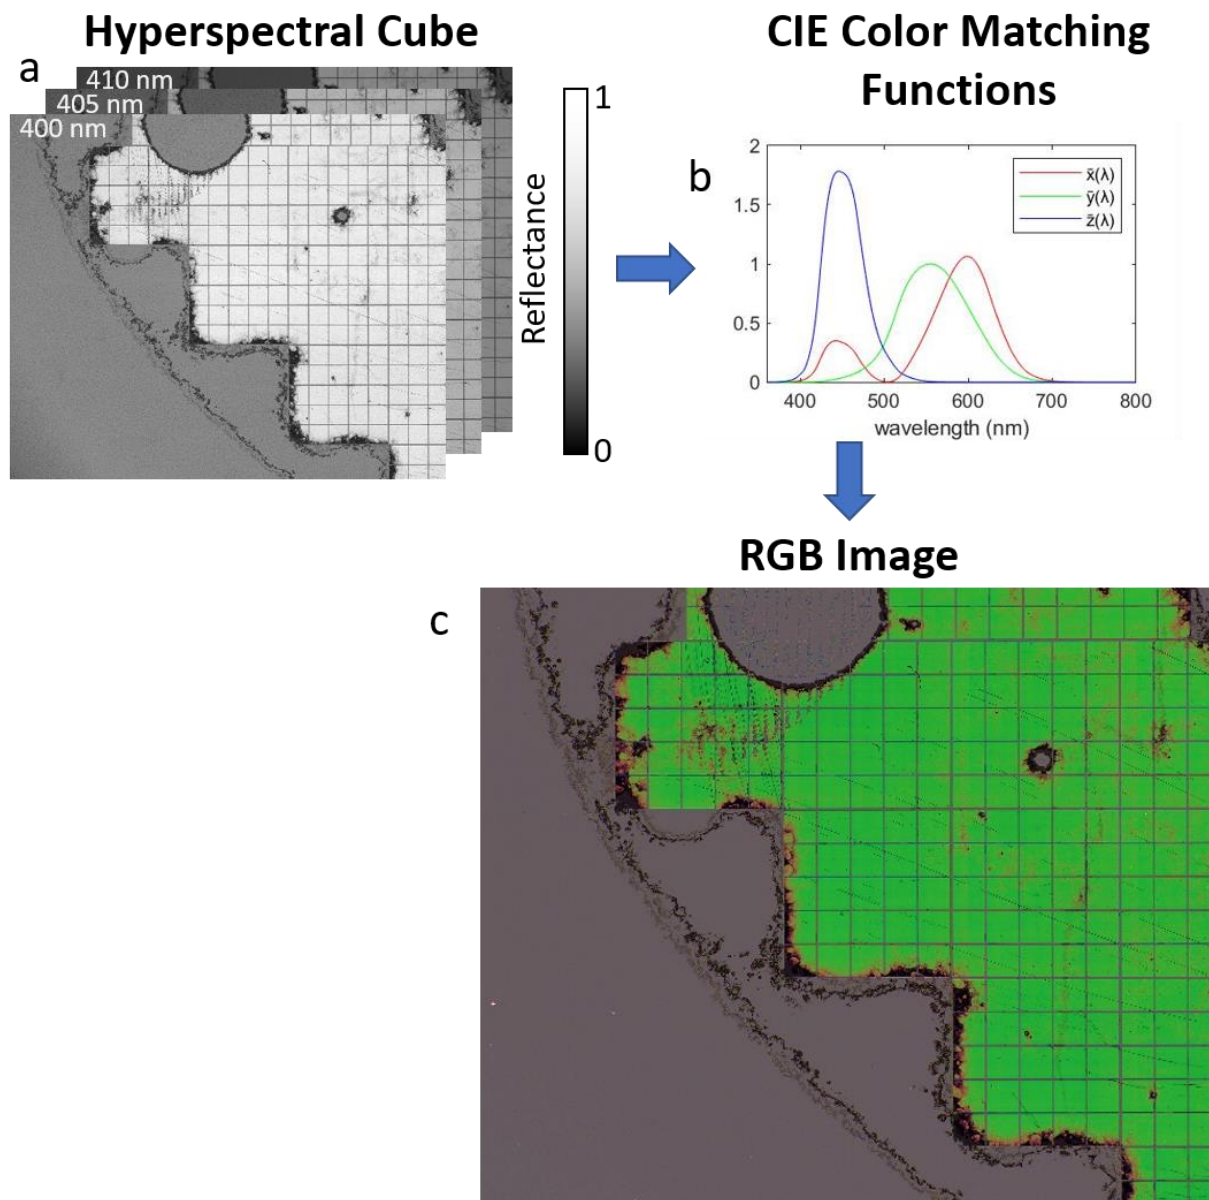 Hyperspectral Cube
a
410 nm
405 nm
400 nm
1
Reflectance
0
CIE Color Matching
Functions
b
2
1.5
1
0.5
0
x̄(λ)
ȳ(λ)
z̄(λ)
400 500 600 700 800
wavelength (nm)
RGB Image
c